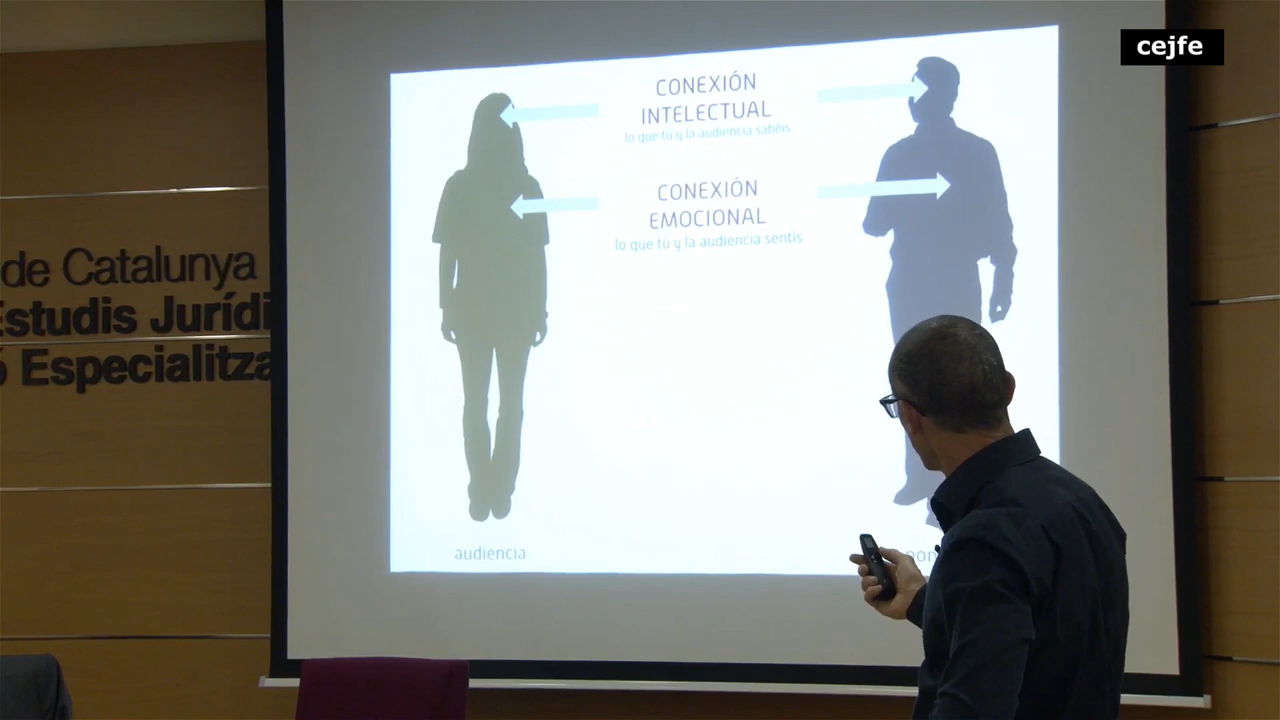 cejfe
de Catalunya
Estudis Jurídi
ó Especialitza
CONEXIÓN
INTELECTUAL
lo que tú y la audiencia sabéis
CONEXIÓN
EMOCIONAL
lo que tú y la audiencia sentis
audiencia